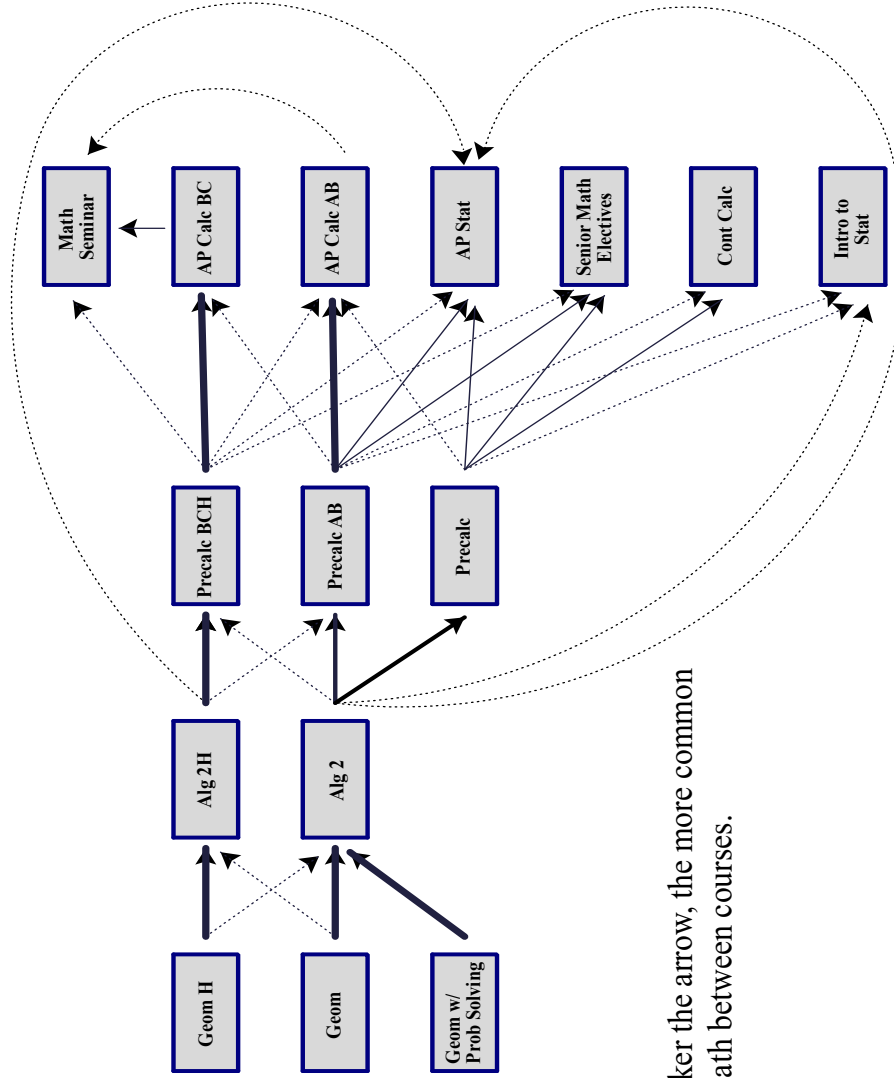 Math
Seminar
Geom H
Alg 2H
Precalc BCH
AP Calc BC
Geom
Alg 2
Precalc AB
AP Calc AB
Geom w/
Prob Solving
Precalc
AP Stat
Senior Math
Electives
ker the arrow, the more common
ath between courses.
Cont Calc
Intro to
Stat